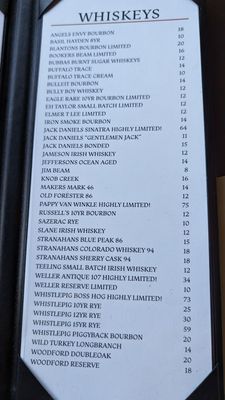 WHISKEYS
ANGELS ENVY BOURBON 18
BASIL HAYDEN 8YR 10
BLANTONS BOURBON LIMITED 20
BOOKERS BEAM LIMITED 16
BUBBAS BURNT SUGAR WHISKEYS 12
BUFFALO TRACE 14
BUFFALO TRACE CREAM 10
BULLEIT BOURBON 14
BULLY BOY WHISKEY 12
EAGLE RARE 10YR BOURBON LIMITED 12
EH TAYLOR SMALL BATCH LIMITED 14
ELMER T LEE LIMITED 12
IRON SMOKE BOURBON 14
JACK DANIELS SINATRA HIGHLY LIMITED! 64
JACK DANIELS "GENTLEMEN JACK" 11
JACK DANIELS BONDED 15
JAMESON IRISH WHISKEY 12
JEFFERSONS OCEAN AGED 14
JIM BEAM 8
KNOB CREEK 16
MAKERS MARK 46 14
OLD FORESTER 86 12
PAPPY VAN WINKLE HIGHLY LIMITED! 75
RUSSELL'S 10YR BOURBON 12
SAZERAC RYE 10
SLANE IRISH WHISKEY 12
STRANAHANS BLUE PEAK 86 15
STRANAHANS COLORADO WHISKEY 94 18
STRANAHANS SHERRY CASK 94 18
TEELING SMALL BATCH IRISH WHISKEY 12
WELLER ANTIQUE 107 HIGHLY LIMITED! 34
WELLER RESERVE LIMITED 10
WHISTLEPIG BOSS HOG HIGHLY LIMITED! 73
WHISTLEPIG 10YR RYE 25
WHISTLEPIG 12YR RYE 30
WHISTLEPIG 15YR RYE 59
WHISTLEPIG PIGGYBACK BOURBON 20
WILD TURKEY LONGBRANCH 14
WOODFORD DOUBLEOAK 20
WOODFORD RESERVE 18